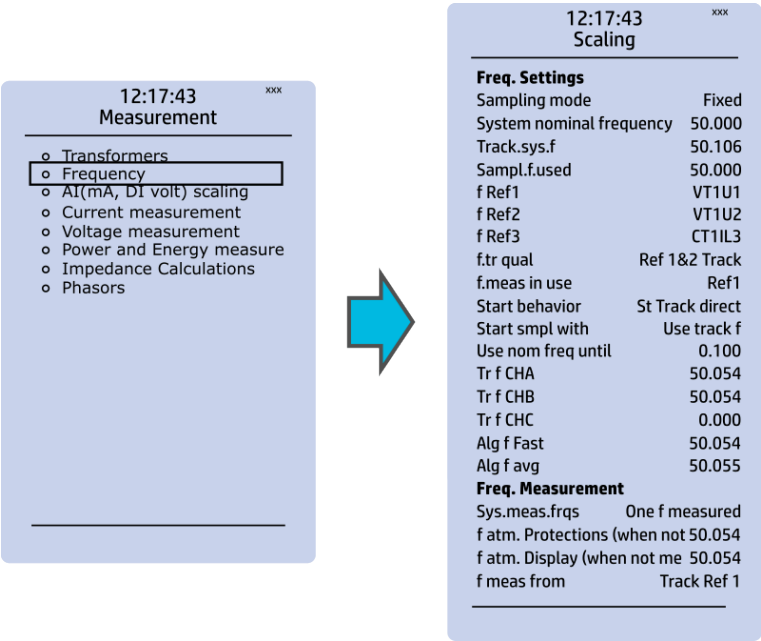 12:17:43 xxx
Measurement
Transformers
Frequency
AI(mA, DI volt) scaling
Current measurement
Voltage measurement
Power and Energy measure
Impedance Calculations
Phasors
12:17:43 xxx
Scaling
Freq. Settings
Sampling mode Fixed
System nominal frequency 50.000
Track.sys.f 50.106
Sampl.f.used 50.000
f Ref1 VT1U1
f Ref2 VT1U2
f Ref3 CT1IL3
f.tr qual Ref 1&2 Track
f.meas in use Ref1
Start behavior St Track direct
Start smpl with Use track f
Use nom freq until 0.100
Tr f CHA 50.054
Tr f CHB 50.054
Tr f CHC 0.000
Alg f Fast 50.054
Alg f avg 50.055
Freq. Measurement
Sys.meas.frqs One f measured
f atm. Protections (when not 50.054
f atm. Display (when not me 50.054
f meas from Track Ref 1